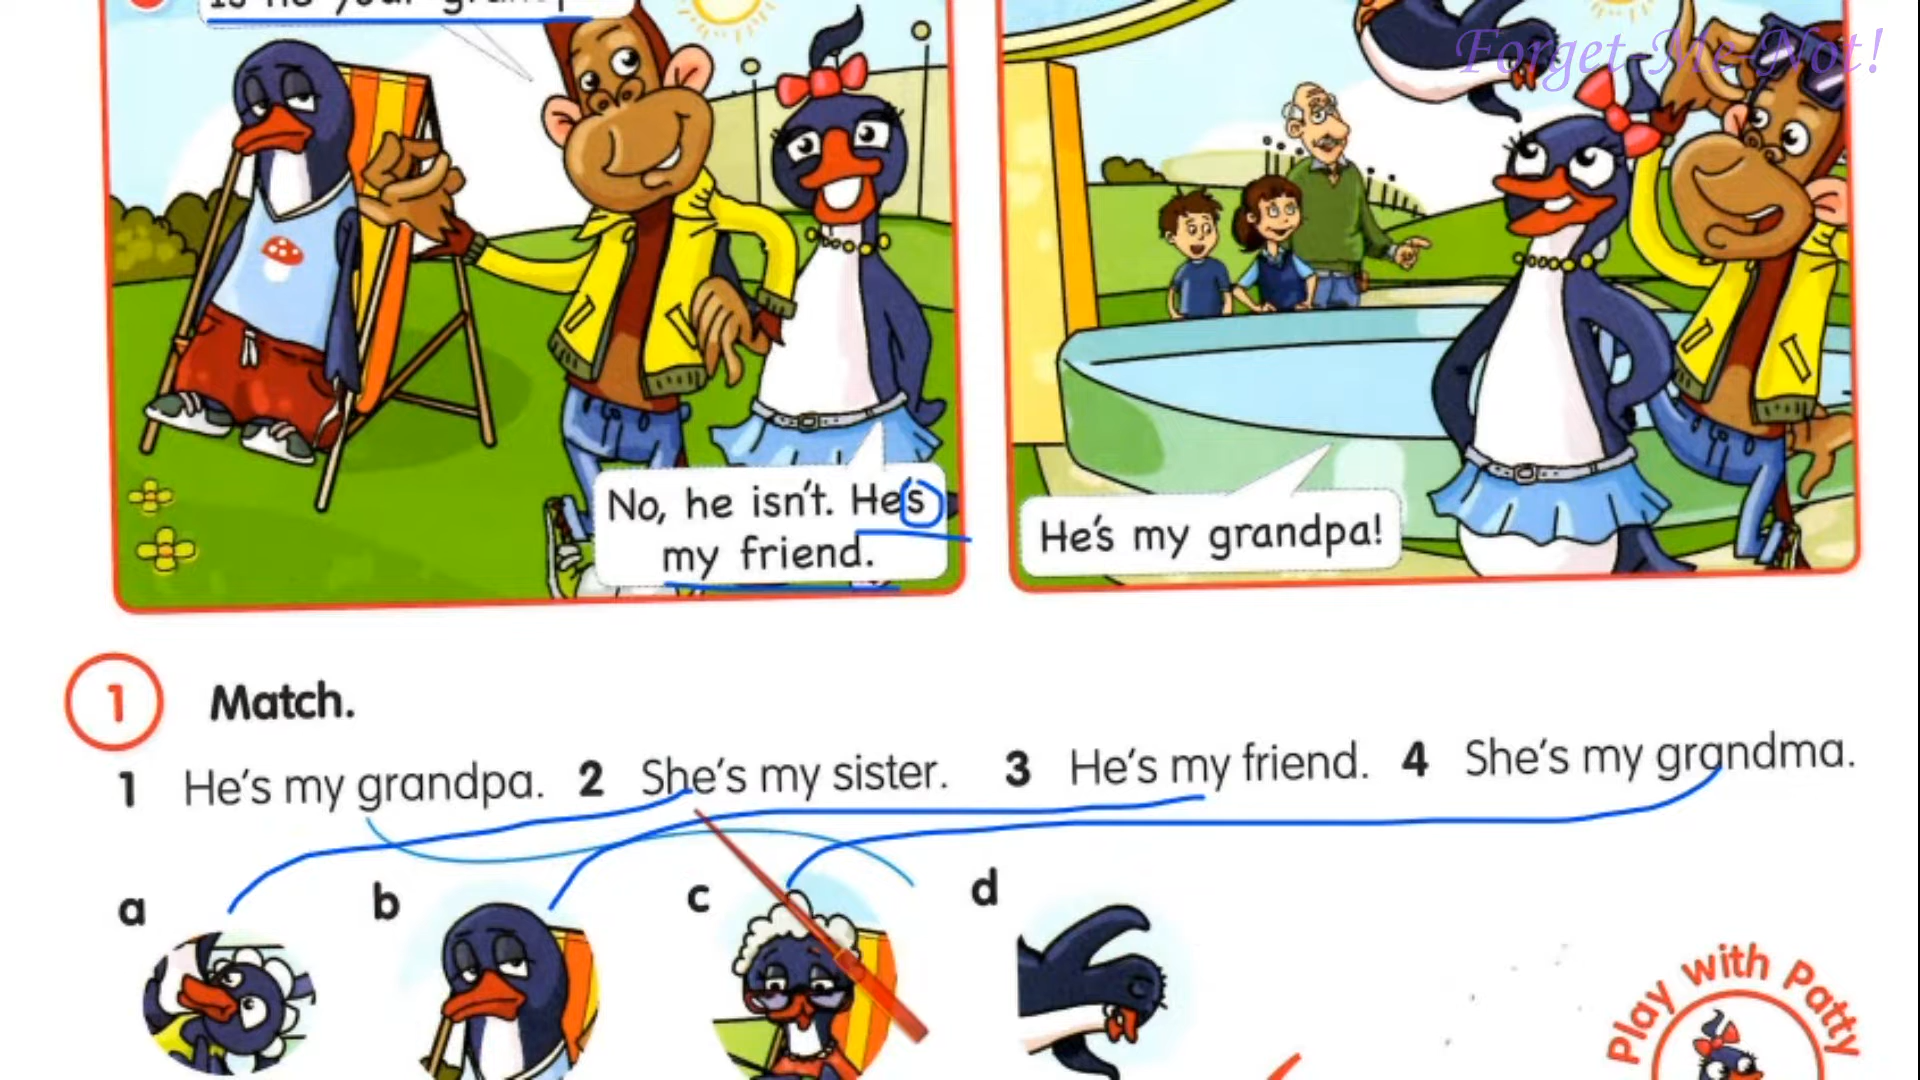 Forget-Me-Not!
No, he isn't. He's
my friend.
He's my grandpa!
1 Match.
1 He's my grandpa. 2 She's my sister. 3 He's my friend. 4 She's my grandma.
a b c d
Play with Patty